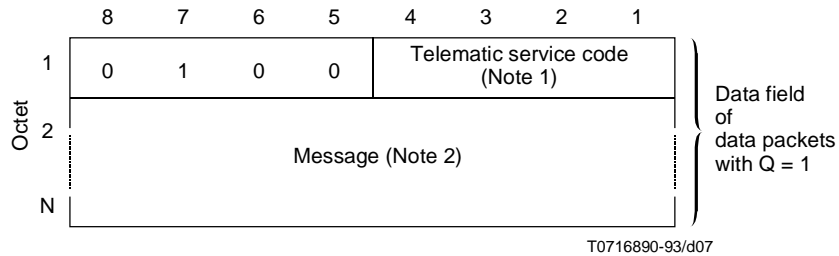 8 7 6 5 4 3 2 1
1 0 1 0 0 Telematic service code
(Note 1)
Octet
2
Message (Note 2)
N
Data field
of
data packets
with Q = 1
T0716890-93/d07